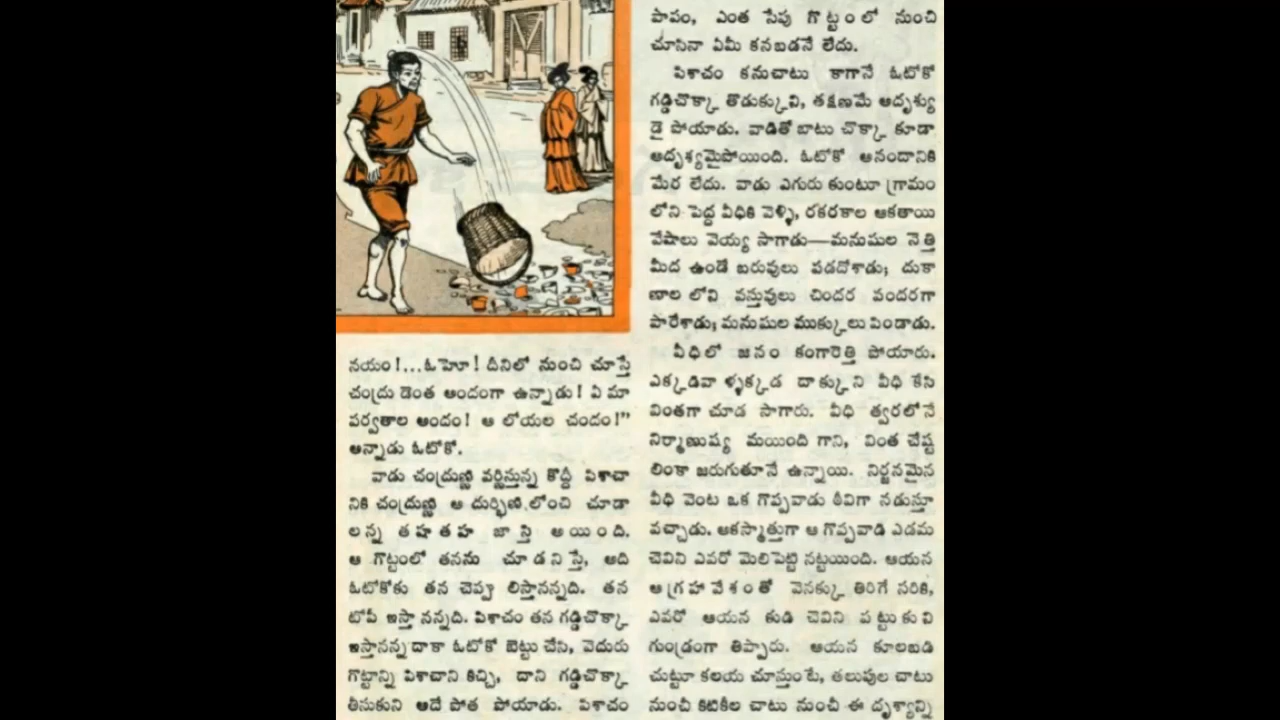 నయం!...ఓహెూ! దీనిలో నుంచి చూస్తే
చంద్రు డెంత అందంగా ఉన్నాడు! ఏ మా
పర్వతాల అందం! ఆ లోయల చందం!”
అన్నాడు ఓటోకో.
వాడు చంద్రుణ్ణి వర్ణిస్తున్న కొద్దీ పిశాచా
నికి చంద్రుణ్ణి ఆ దుర్భిణీ లోంచి చూడా
లన్న తహతహ జాస్తి అయింది.
ఆ గొట్టంలో తనను చూడనిస్తే, అది
ఓటోకోకు తన చెప్పు లిస్తానన్నది. తన
టోపీ ఇస్తా నన్నది. పిశాచం తన గడ్డిచొక్కా
ఇస్తానన్నదాకా ఓటోకో బెట్టు చేసి, వెదురు
గొట్టాన్ని పిశాచాని కిచ్చి, దాని గడ్డిచొక్కా
తీసుకుని అదే పోత పోయాడు. పిశాచం
పాపం, ఎంత సేపు గొట్టంలో నుంచి
చూసినా ఏమీ కనబడనే లేదు.
పిశాచం కనుచాటు కాగానే ఓటోకో
గడ్డిచొక్కా తొడుక్కుని, తక్షణమే అదృశ్యు
డై పోయాడు. వాడితో బాటు చొక్కా కూడా
అదృశ్యమైపోయింది. ఓటోకో ఆనందానికి
మేర లేదు. వాడు ఎగురు కుంటూ గ్రామం
లోని పెద్ద వీధికి వెళ్ళి, రకరకాల ఆకతాయి
వేషాలు వెయ్య సాగాడు—మనుషుల నెత్తి
మీద ఉండే బరువులు పడదోశాడు; దుకా
ణాల లోని వస్తువులు చిందర వందరగా
పారేశాడు; మనుషుల ముక్కులు పిండాడు.
వీధిలో జనం కంగారెత్తి పోయారు.
ఎక్కడివా ళ్ళక్కడ దాక్కుని వీధి కేసి
వింతగా చూడ సాగారు. వీధి త్వరలోనే
నిర్మానుష్య మయింది గాని, వింత చేష్ట
లింకా జరుగుతూనే ఉన్నాయి. నిర్జనమైన
వీధి వెంట ఒక గొప్పవాడు ఠీవిగా నడుస్తూ
వచ్చాడు. అకస్మాత్తుగా ఆ గొప్పవాడి ఎడమ
చెవిని ఎవరో మెలిపెట్టి నట్టయింది. ఆయన
ఆగ్రహావేశంతో వెనక్కు తిరిగే సరికి,
ఎవరో ఆయన కుడి చెవిని పట్టుకుని
గుండ్రంగా తిప్పారు. ఆయన కూలబడి
చుట్టూ కలయ చూస్తుంటే, తలుపుల చాటు
నుంచీ కిటికీల చాటు నుంచీ ఈ దృశ్యాన్ని